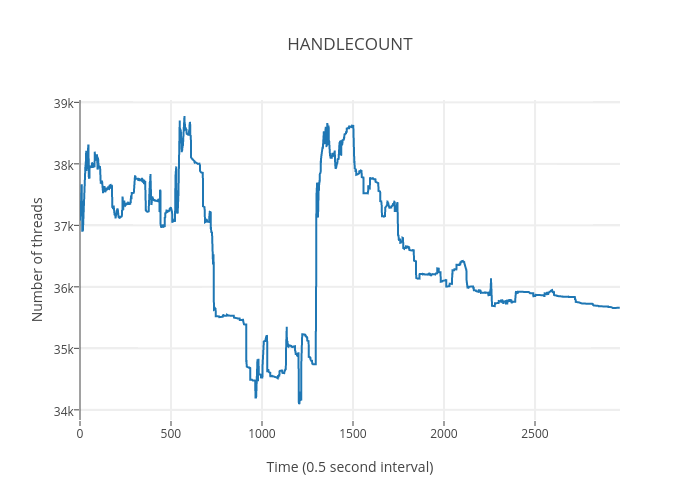 HANDLECOUNT
39k
38k
37k
36k
35k
34k
Number of threads
0
500
1000
1500
2000
2500
Time (0.5 second interval)